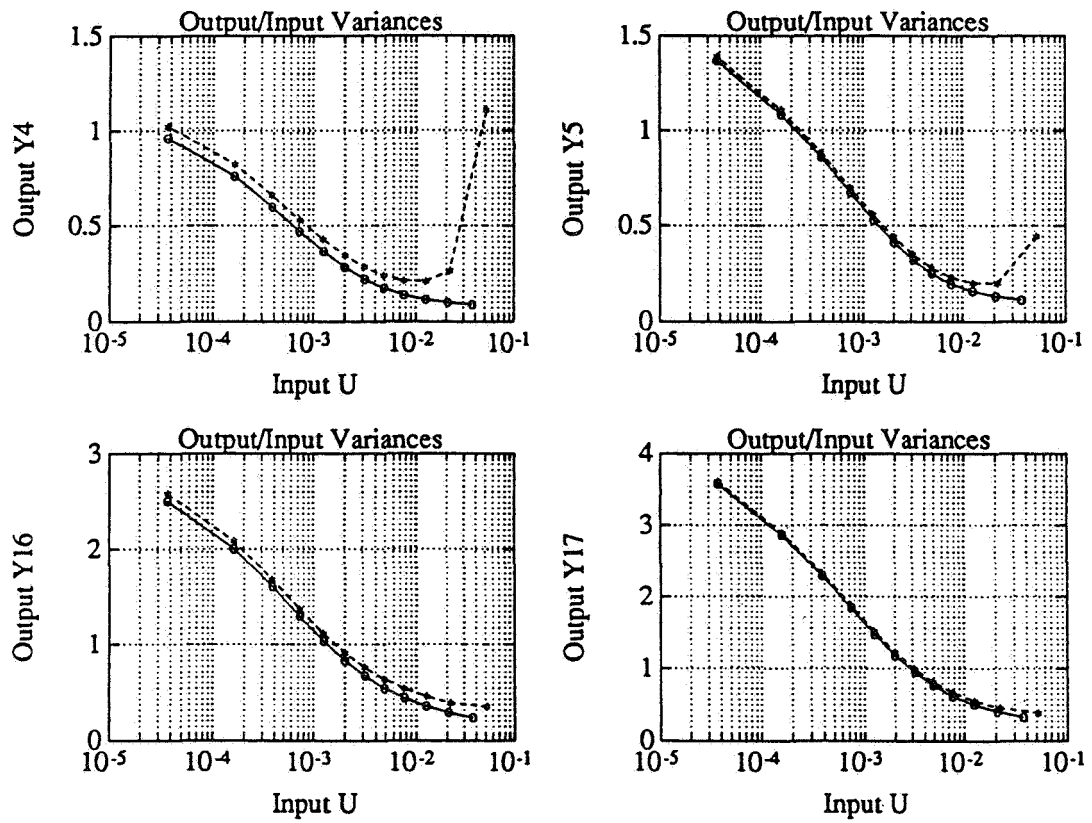 Output/Input Variances
1.5
1
0.5
0
Output Y4
10-5 10-4 10-3 10-2 10-1
Input U
Output/Input Variances
1.5
1
0.5
0
Output Y5
10-5 10-4 10-3 10-2 10-1
Input U
Output/Input Variances
3
2
1
0
Output Y16
10-5 10-4 10-3 10-2 10-1
Input U
Output/Input Variances
4
3
2
1
0
Output Y17
10-5 10-4 10-3 10-2 10-1
Input U